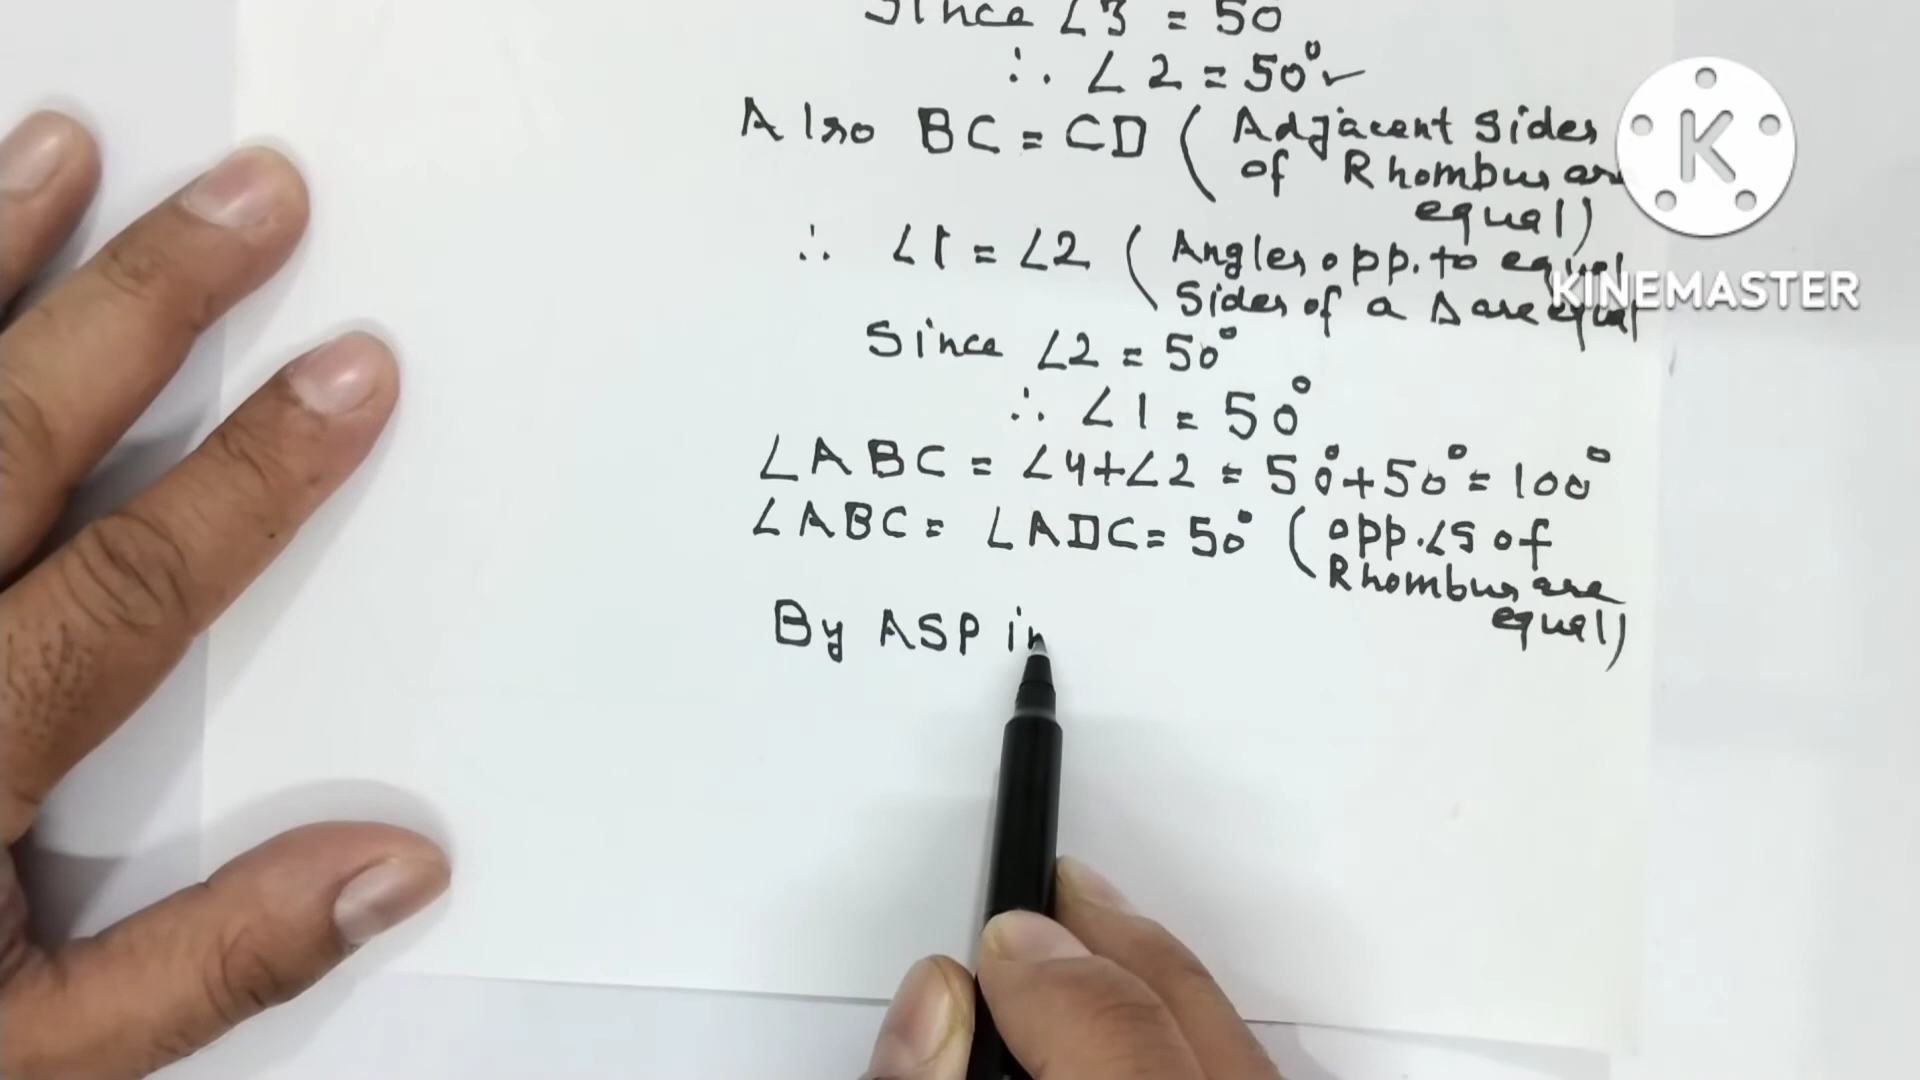 Since ∠3 = 50
∴ ∠2 = 50° ✓
Also BC = CD (Adjacent sides
of Rhombus are
equal)
∴ ∠1 = ∠2 (Angles opp. to equal
Sides of a Δ are equal
Since ∠2 = 50°
∴ ∠1 = 50°
∠ABC = ∠4+∠2 = 50°+50° = 100°
∠ABC = ∠ADC = 50° (opp. ∠s of
Rhombus are
equal)
By ASP in
K
KINEMASTER